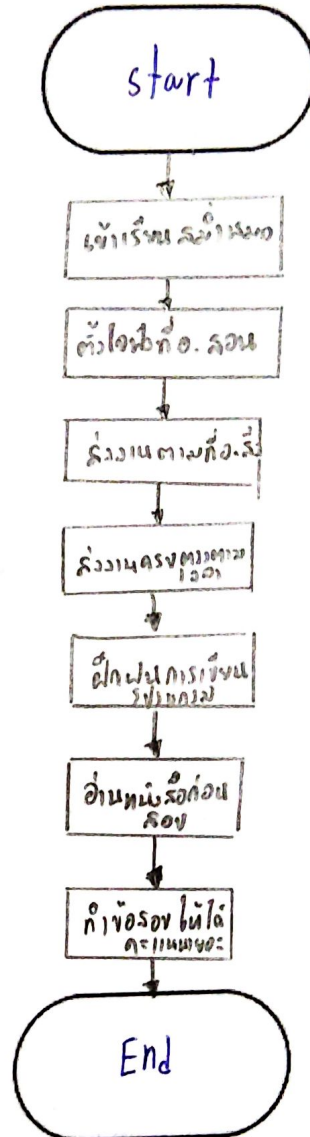 start
เข้าเรียน สม่ำเสมอ
ตั้งใจฟังที่ อ. สอน
ส่งงานตามที่อ.สั่ง
ส่งงานครบตรงตาม
เวลา
ฝึกฝนการเขียน
โปรแกรม
อ่านหนังสือก่อน
สอบ
ทำข้อสอบ ให้ได้
คะแนนเยอะ
End